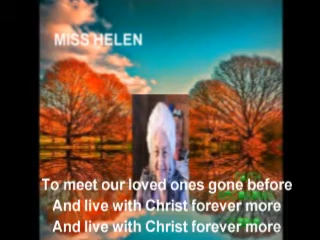 MISS HELEN
To meet our loved ones gone before
And live with Christ forever more
And live with Christ forever more